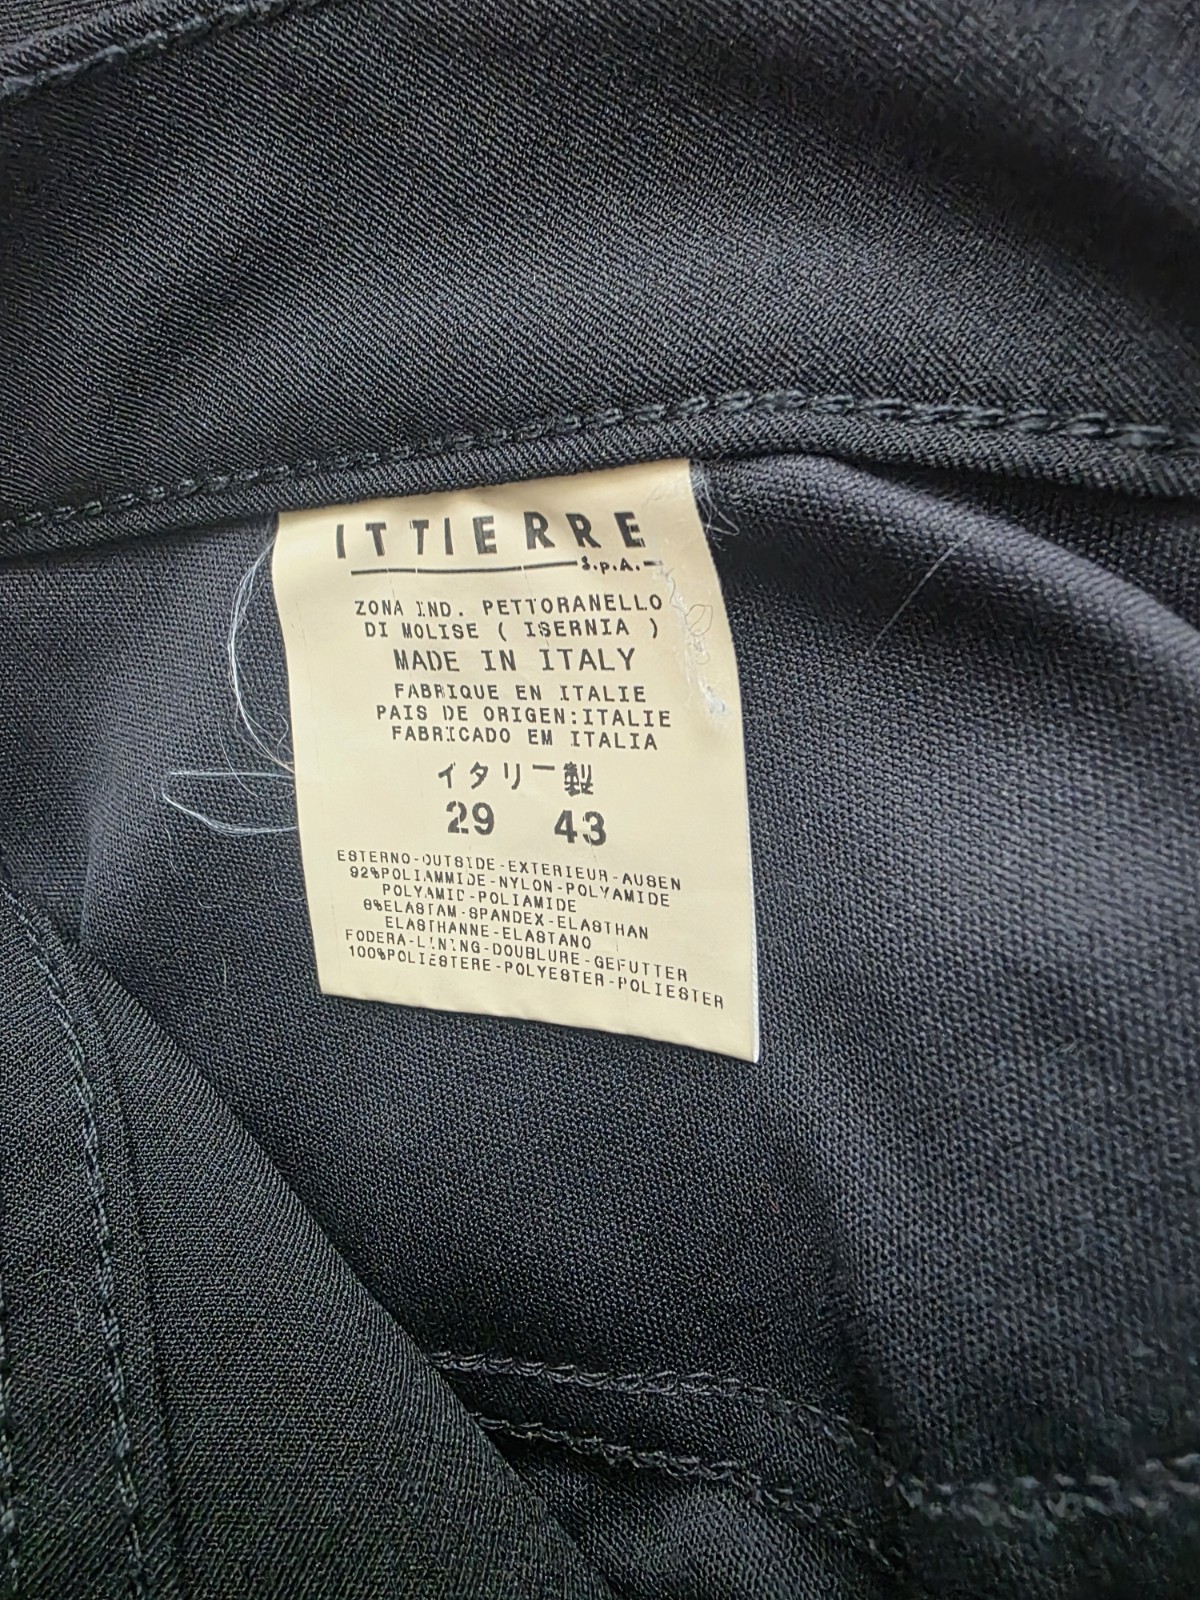 ITTIERRE
S.p.A.
ZONA IND. PETTORANELLO
DI MOLISE ( ISERNIA )
MADE IN ITALY
FABRIQUE EN ITALIE
PAIS DE ORIGEN:ITALIE
FABRICADO EM ITALIA
イタリー製
29 43
ESTERNO-OUTSIDE-EXTERIEUR-AUSEN
92%POLIAMMIDE-NYLON-POLYAMIDE
POLYAMID-POLIAMIDE
8%ELASTAM-SPANDEX-ELASTHAN
ELASTHANNE-ELASTANO
FODERA-LINING-DOUBLURE-GEFUTTER
100%POLIESTERE-POLYESTER-POLIESTER